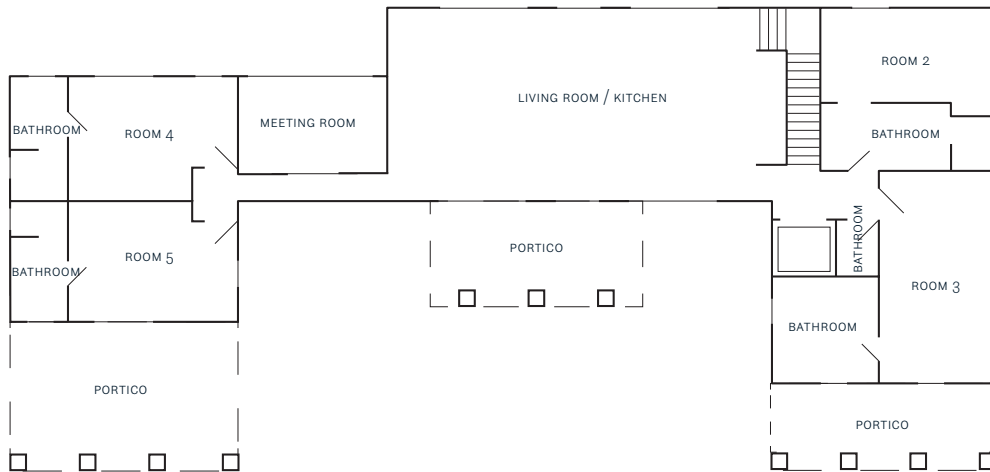 ROOM 2
LIVING ROOM / KITCHEN
MEETING ROOM
BATHROOM
ROOM 4
BATHROOM
BATHROOM
PORTICO
ROOM 5
BATHROOM
ROOM 3
BATHROOM
PORTICO
PORTICO